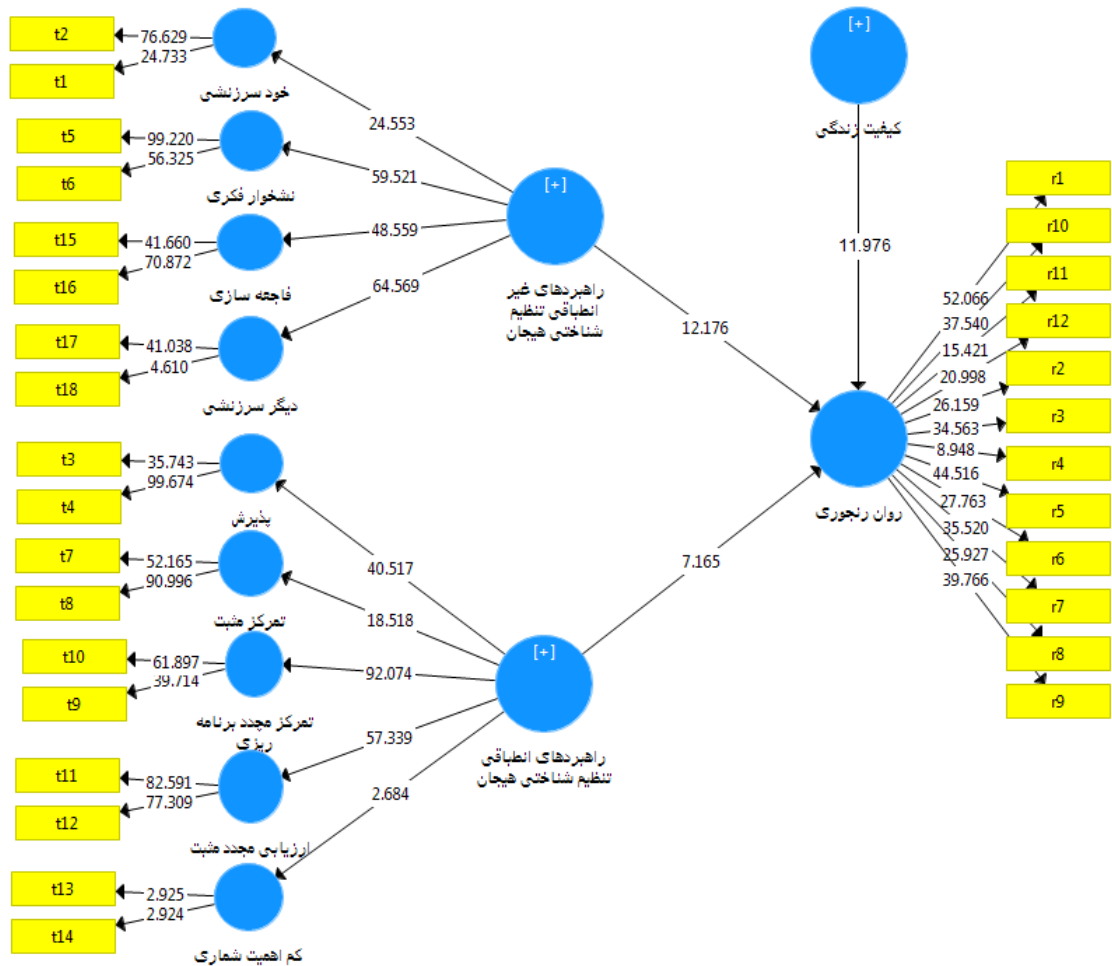 [+]
کیفیت زندگی
11.976
t2
t1
76.629
24.733
خود سرزنشی
t5
t6
99.220
56.325
نشخوار فکری
t15
t16
41.660
70.872
فاجعه سازی
t17
t18
41.038
4.610
دیگر سرزنشی
24.553
59.521
48.559
64.569
[+]
راهبردهای غیر
انطباقی تنظیم
شناختی هیجان
12.176
t3
t4
35.743
99.674
پذیرش
t7
t8
52.165
90.996
تمرکز مثبت
t10
t9
61.897
39.714
تمرکز مجدد برنامه
ریزی
t11
t12
82.591
77.309
ارزیابی مجدد مثبت
t13
t14
2.925
2.924
کم اهمیت شماری
40.517
18.518
92.074
57.339
2.684
[+]
راهبردهای انطباقی
تنظیم شناختی هیجان
7.165
روان رنجوری
52.066
37.540
15.421
20.998
26.159
34.563
8.948
44.516
27.763
35.520
25.927
39.766
r1
r10
r11
r12
r2
r3
r4
r5
r6
r7
r8
r9